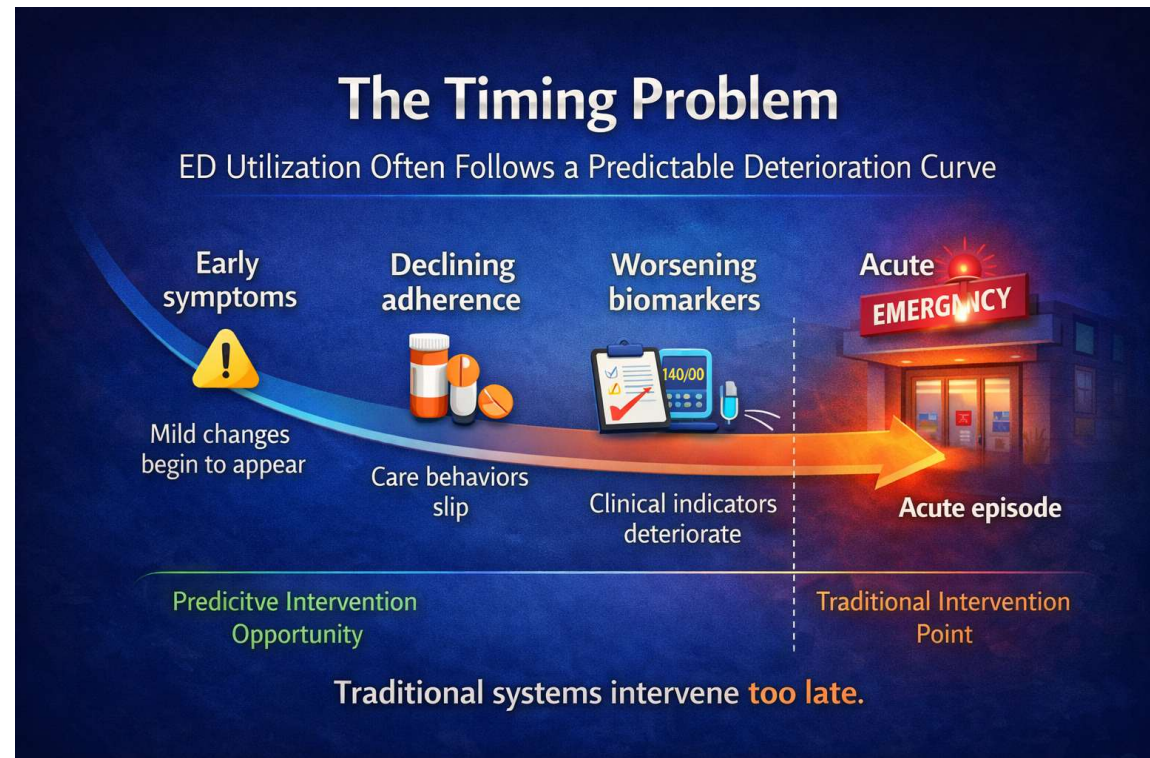 The Timing Problem
ED Utilization Often Follows a Predictable Deterioration Curve
Early
symptoms
Mild changes
begin to appear
Declining
adherence
Care behaviors
slip
Worsening
biomarkers
140/00
Clinical indicators
deteriorate
Acute
EMERGENCY
Acute episode
Predicitve Intervention
Opportunity
Traditional Intervention
Point
Traditional systems intervene too late.